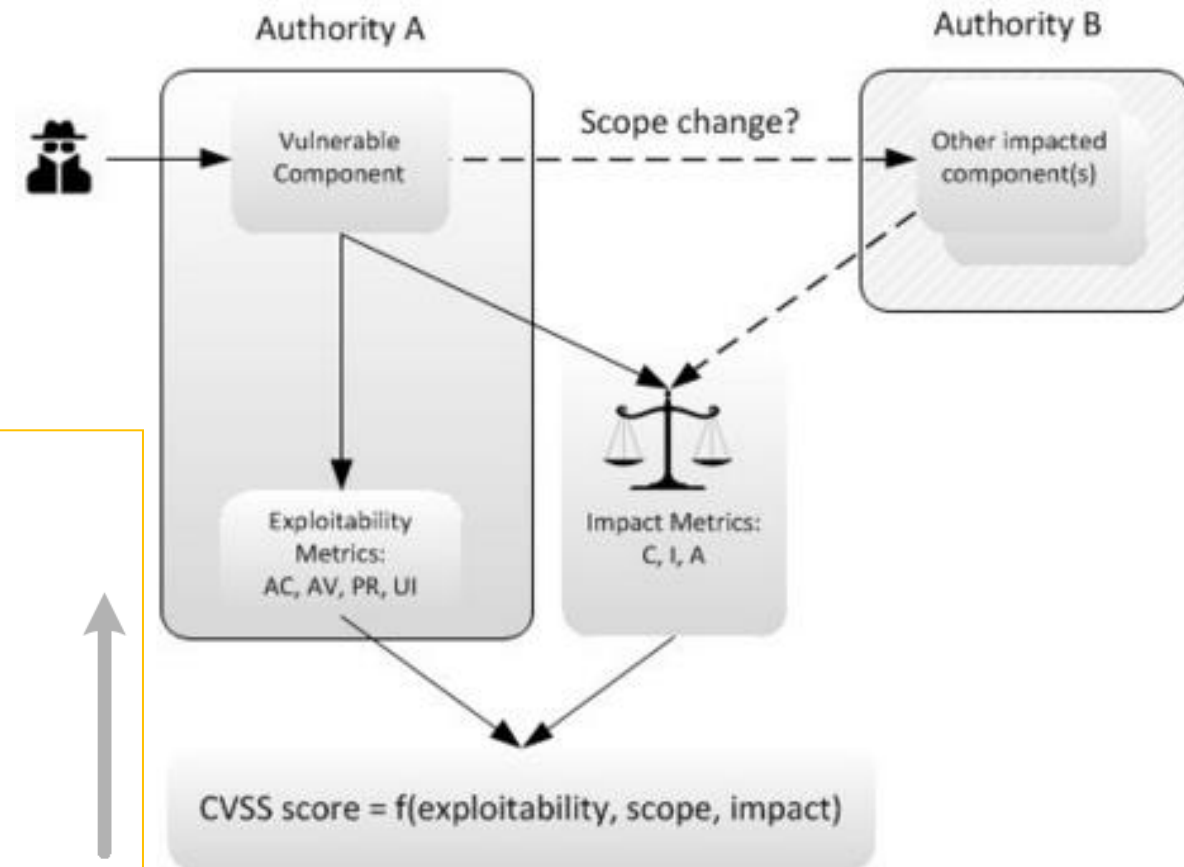 Authority A
Authority B
Vulnerable
Component
Scope change?
Other impacted
component(s)
Exploitability
Metrics:
AC, AV, PR, UI
Impact Metrics:
C, I, A
CVSS score = f(exploitability, scope, impact)